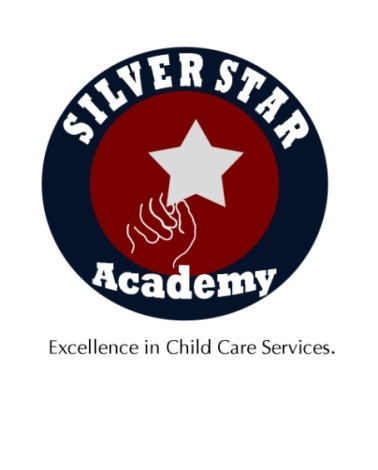 SILVER STAR
Academy
Excellence in Child Care Services.